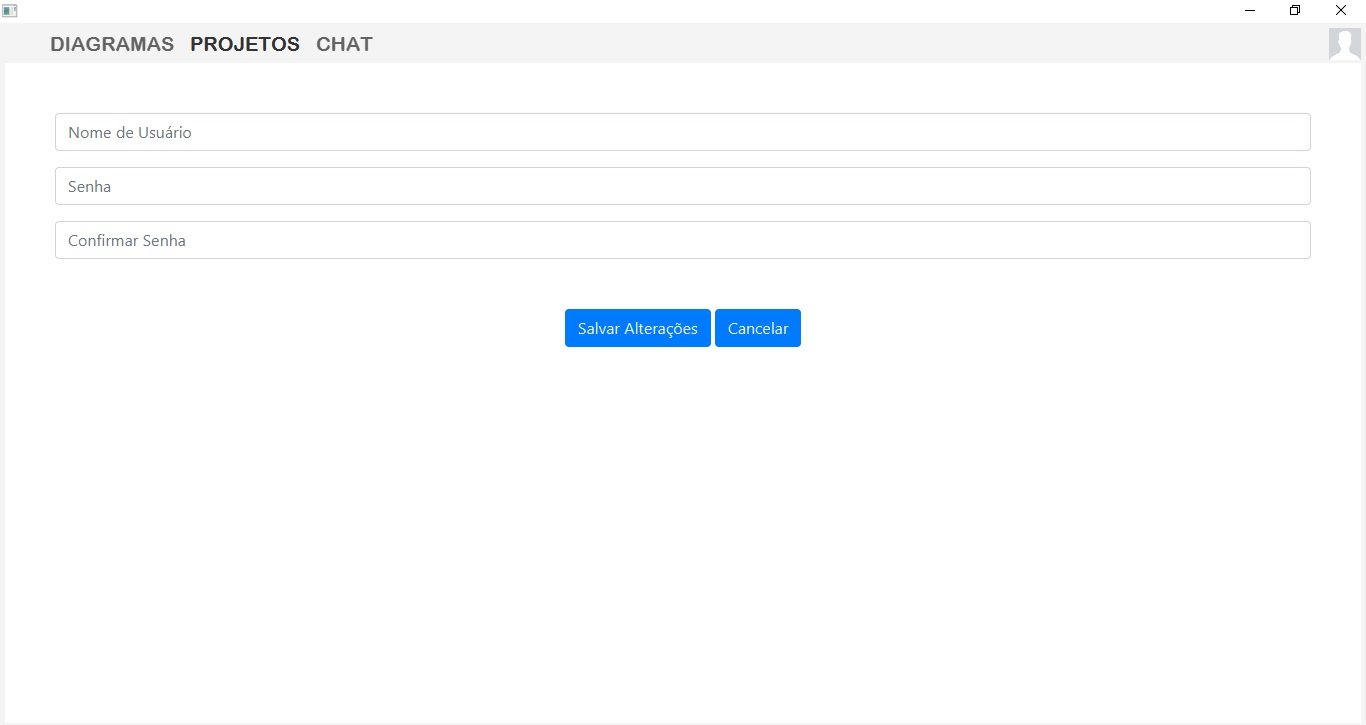 DIAGRAMAS PROJETOS CHAT
Nome de Usuário
Senha
Confirmar Senha
Salvar Alterações Cancelar